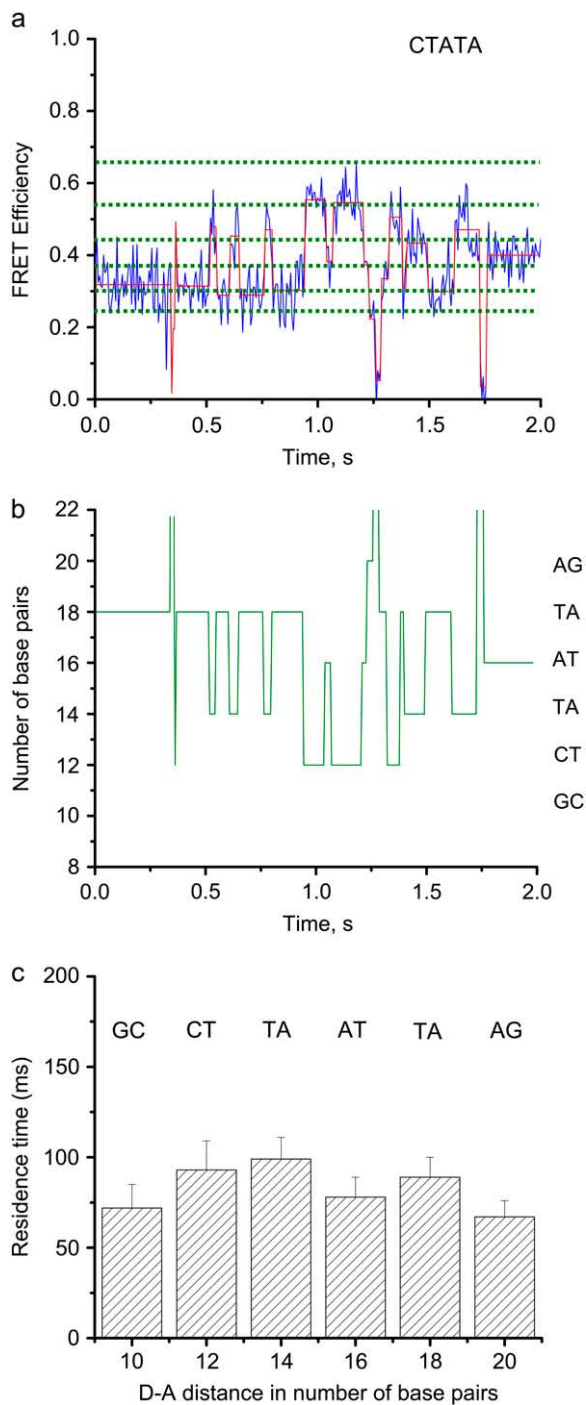 a
CTATA
FRET Efficiency
1.0
0.8
0.6
0.4
0.2
0.0
0.0 0.5 1.0 1.5 2.0
Time, s
b
Number of base pairs
22
20
18
16
14
12
10
8
AG
TA
AT
TA
CT
GC
0.0 0.5 1.0 1.5 2.0
Time, s
c
Residence time (ms)
200
150
100
50
0
GC CT TA AT TA AG
10 12 14 16 18 20
D-A distance in number of base pairs